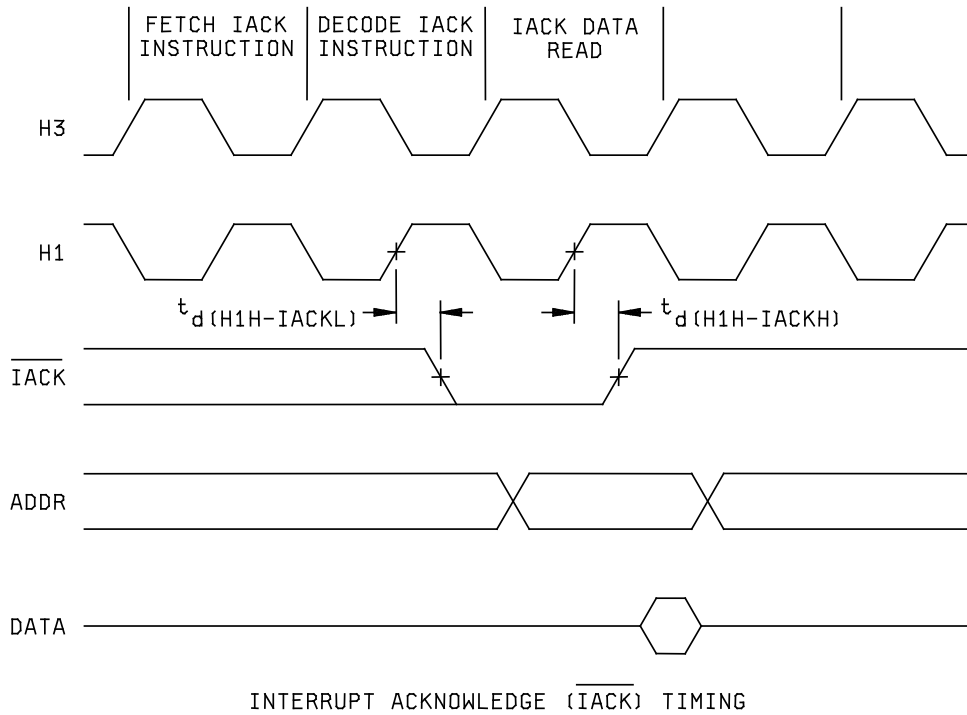 FETCH IACK INSTRUCTION
DECODE IACK INSTRUCTION
IACK DATA READ
H3
H1
td(H1H-IACKL)
td(H1H-IACKH)
IACK
ADDR
DATA
INTERRUPT ACKNOWLEDGE (IACK) TIMING